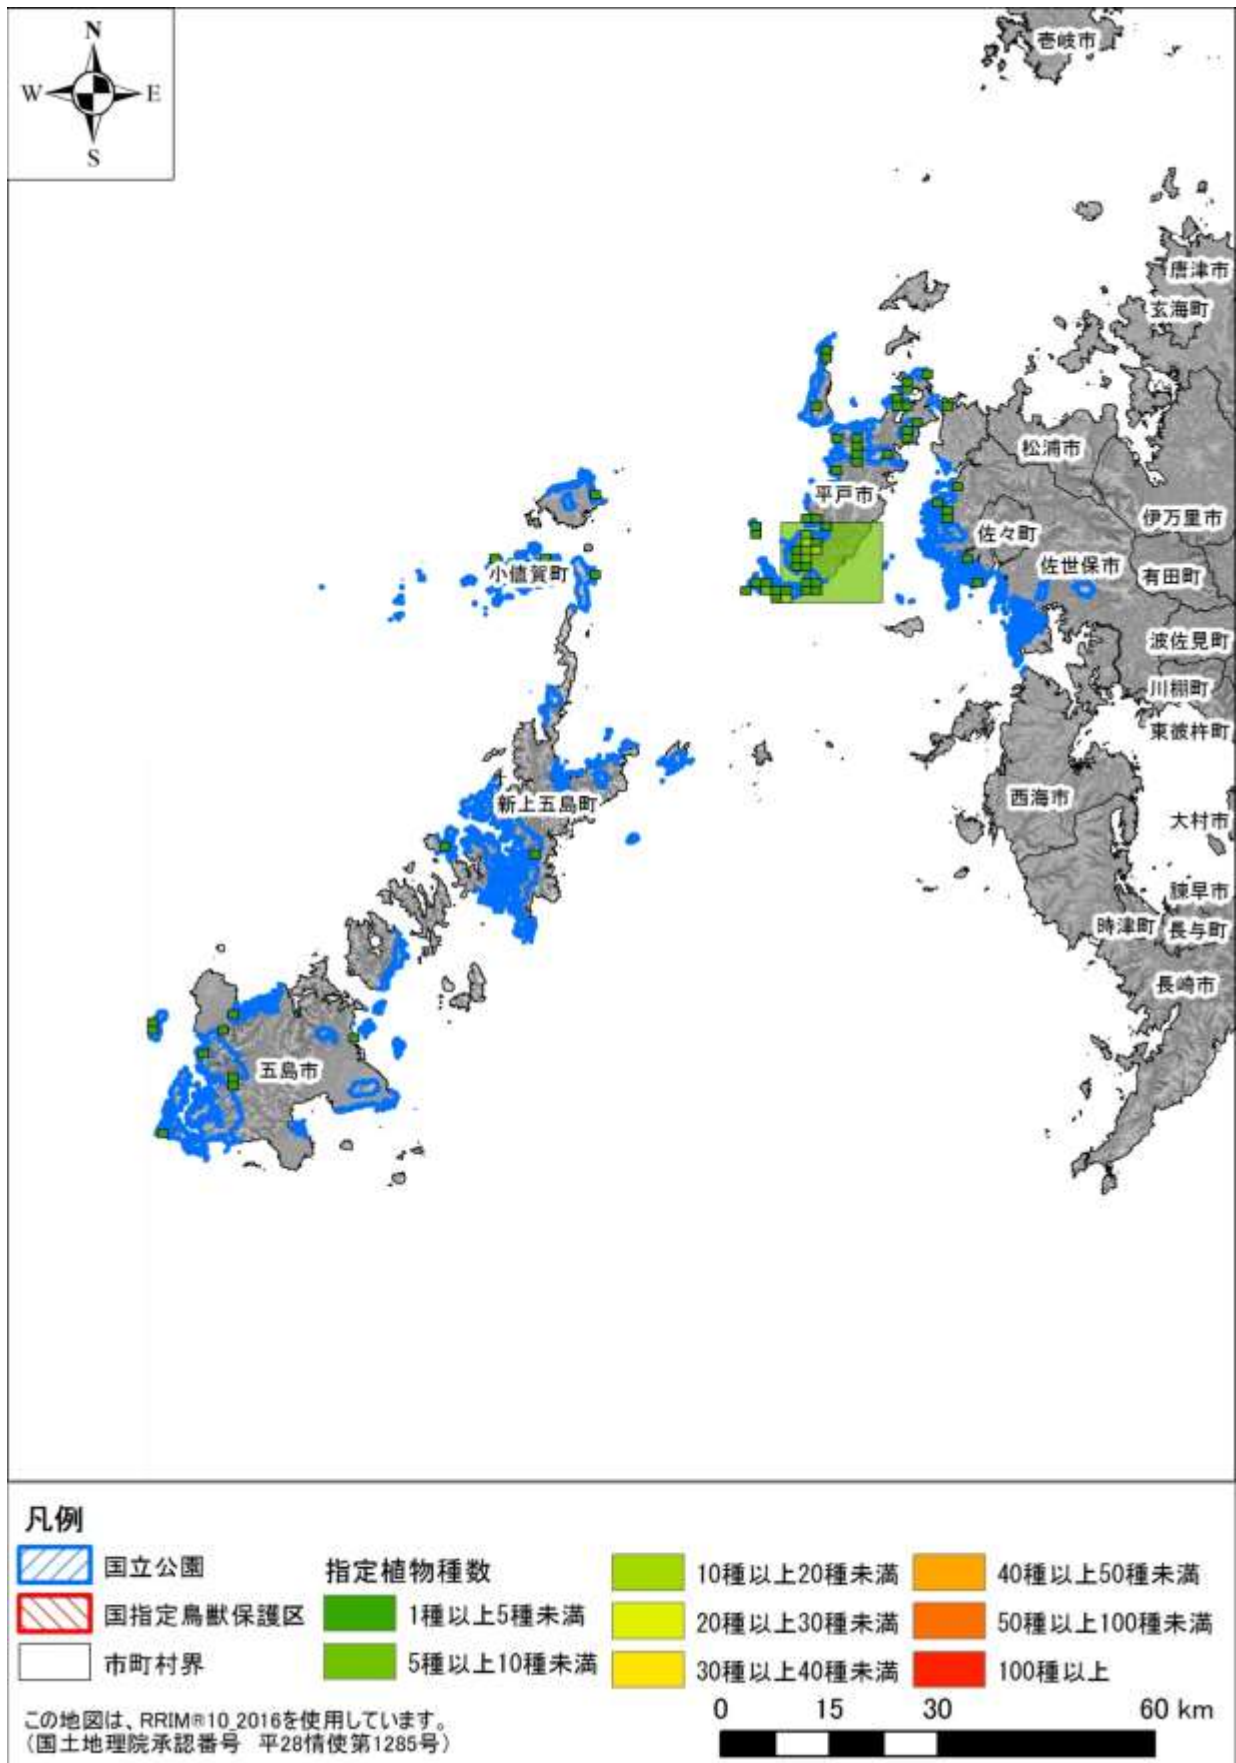 N
W
E
S
壱岐市
唐津市
玄海町
松浦市
平戸市
伊万里市
佐々町
佐世保市
小値賀町
有田町
波佐見町
川棚町
東彼杵町
西海市
新上五島町
大村市
諫早市
時津町
長与町
長崎市
五島市
凡例
国立公園
国指定鳥獣保護区
市町村界
指定植物種数
1種以上5種未満
5種以上10種未満
10種以上20種未満
20種以上30種未満
30種以上40種未満
40種以上50種未満
50種以上100種未満
100種以上
この地図は、RRIM®10_2016を使用しています。
（国土地理院承認番号 平28情使第1285号）
0 15 30 60 km